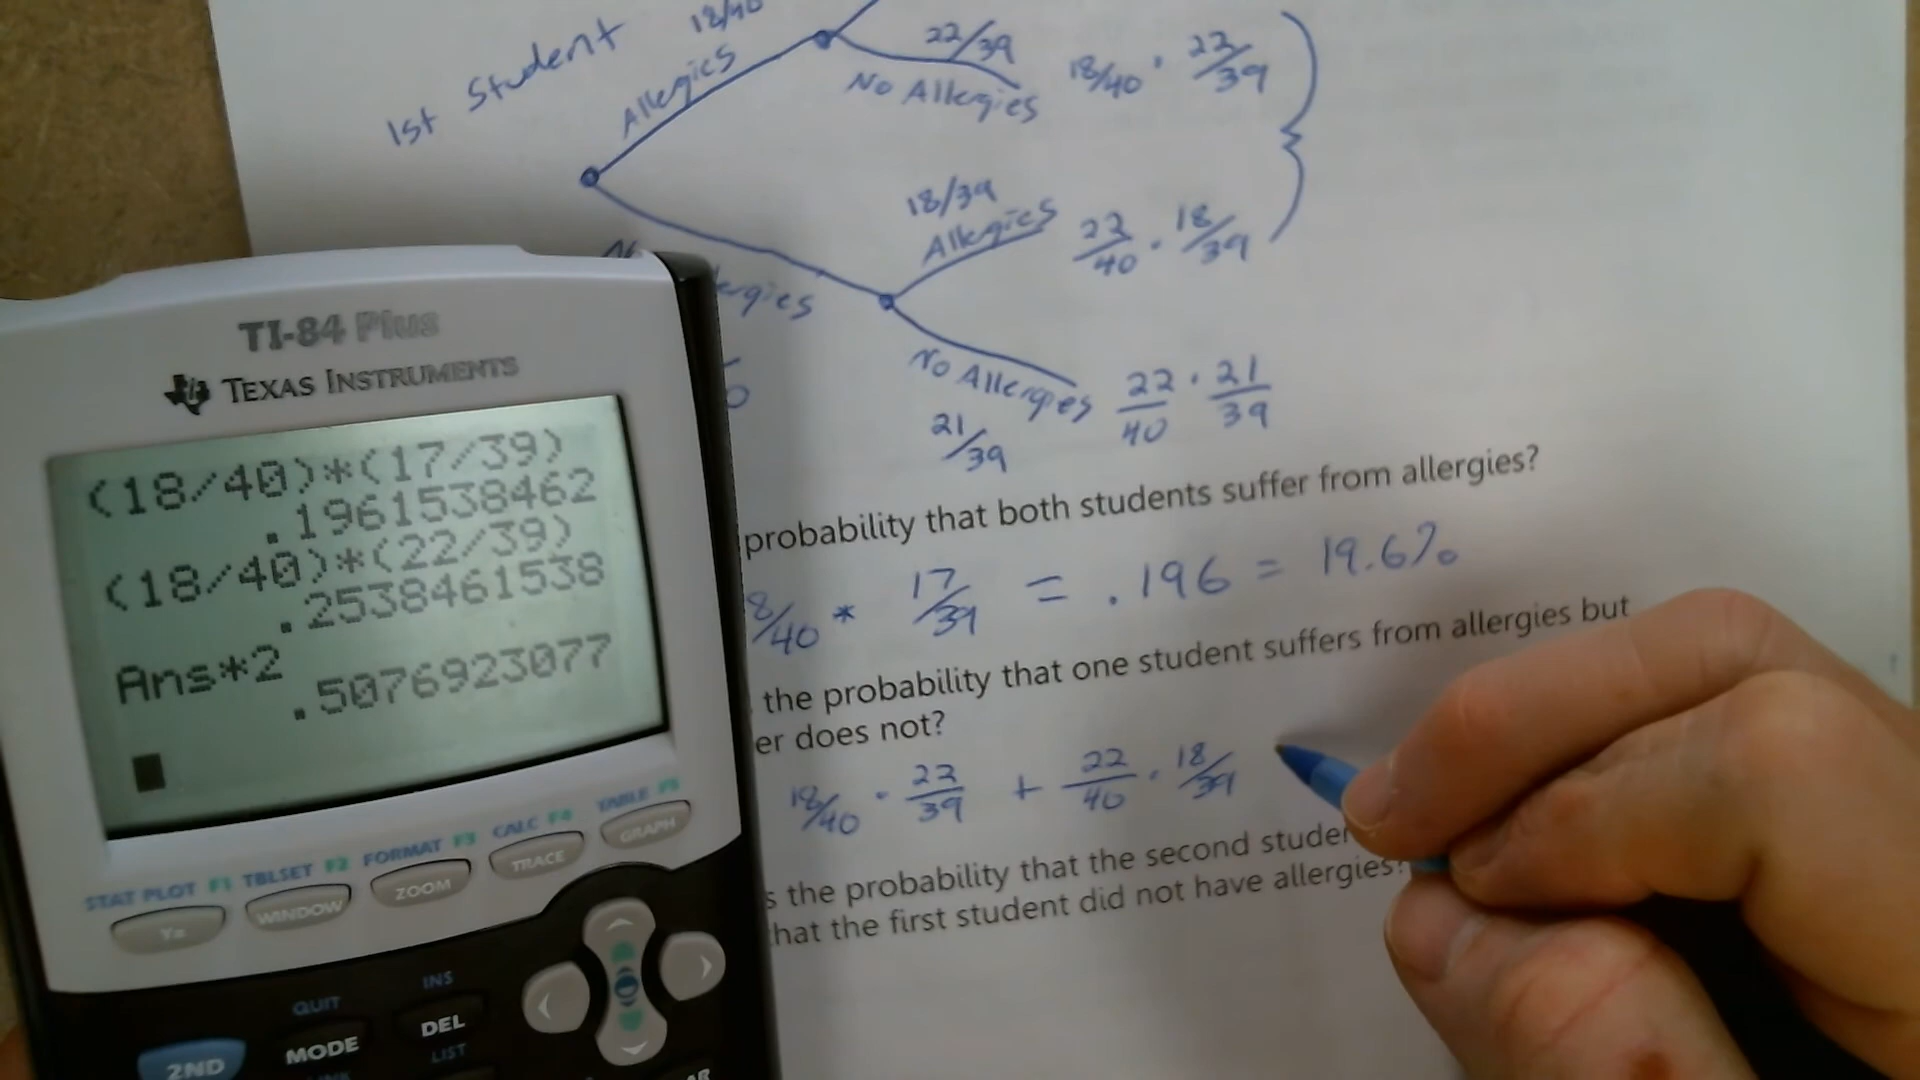 1st Student
18/40
Allergies
22/39
No Allergies
18/40 · 22/39
18/39
Allergies
22/40 · 18/39
ergies
No Allergies
21/39
22/40 · 21/39
probability that both students suffer from allergies?
8/40 * 17/39 = .196 = 19.6%
the probability that one student suffers from allergies but
er does not?
18/40 · 22/39 + 22/40 · 18/39
s the probability that the second studen
that the first student did not have allergies?
TI-84 Plus
TEXAS INSTRUMENTS
(18/40)*(17/39)
.1961538462
(18/40)*(22/39)
.2538461538
Ans*2
.5076923077
STAT PLOT F1 TBLSET F2 FORMAT F3 CALC F4 TABLE F5
Y= WINDOW ZOOM TRACE GRAPH
QUIT INS
2ND MODE DEL
LIST